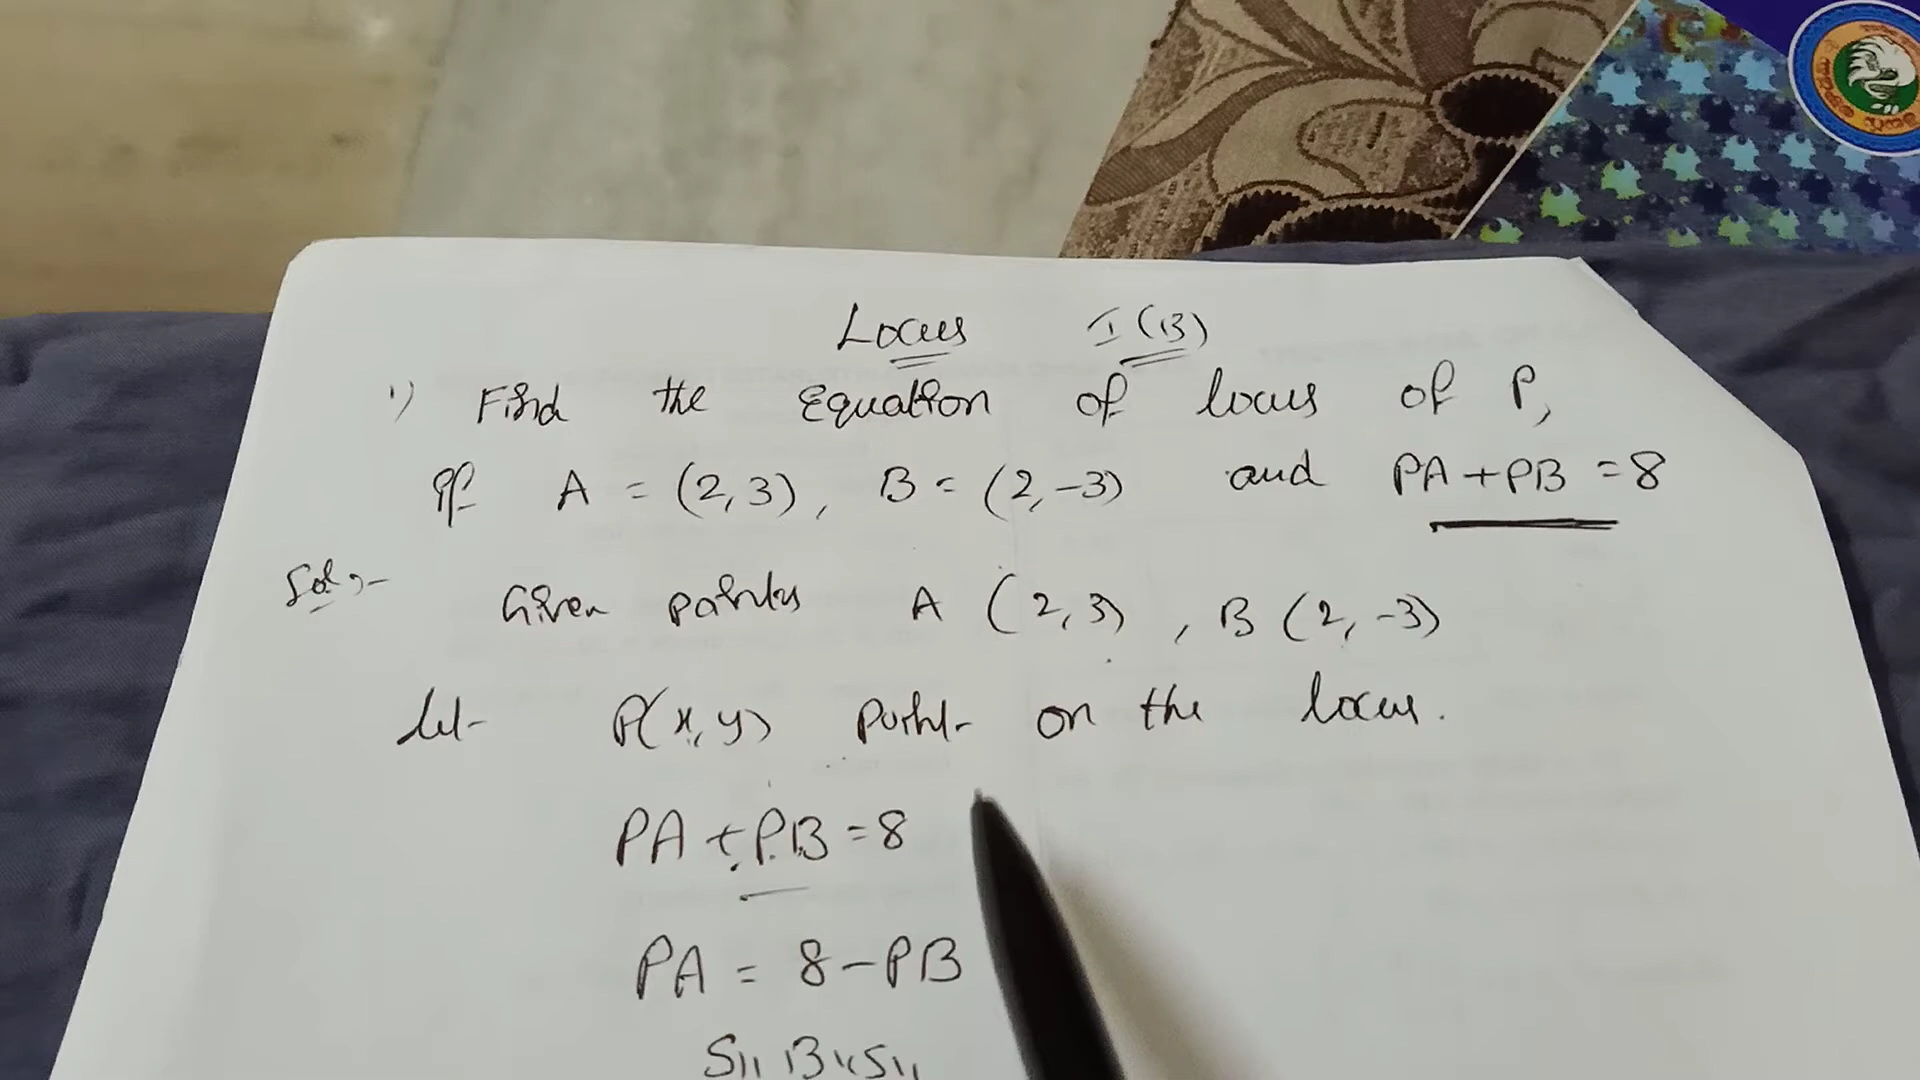 Locus I(B)
1) Find the Equation of locus of P,
if A = (2,3), B = (2,-3) and PA+PB=8
Sol:-
Given points A (2,3), B (2,-3)
Let P(x,y) point on the locus.
PA+PB=8
PA = 8-PB
S